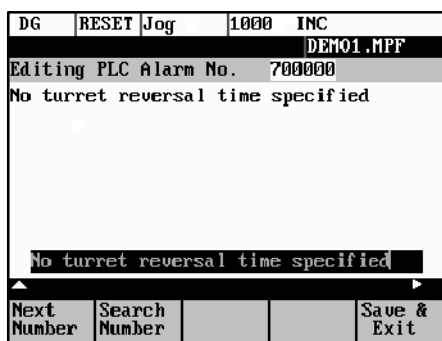 DG RESET Jog 1000 INC
DEMO1.MPF
Editing PLC Alarm No. 700000
No turret reversal time specified
No turret reversal time specified
Next Number Search Number Save & Exit